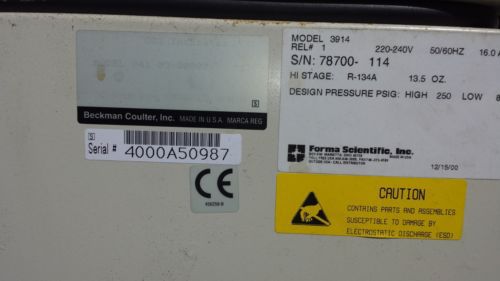 Beckman Coulter, Inc. MADE IN U.S.A. MARCA REG
S
S
Serial # 4000A50987
CE
MODEL 3914
REL# 1 220-240V 50/60HZ 16.0
S/N: 78700- 114
HI STAGE: R-134A 13.5 OZ.
DESIGN PRESSURE PSIG: HIGH 250 LOW
Forma Scientific, Inc.
12/15/00
CAUTION
CONTAINS PARTS AND ASSEMBLIES
SUSCEPTIBLE TO DAMAGE BY
ELECTROSTATIC DISCHARGE (ESD)